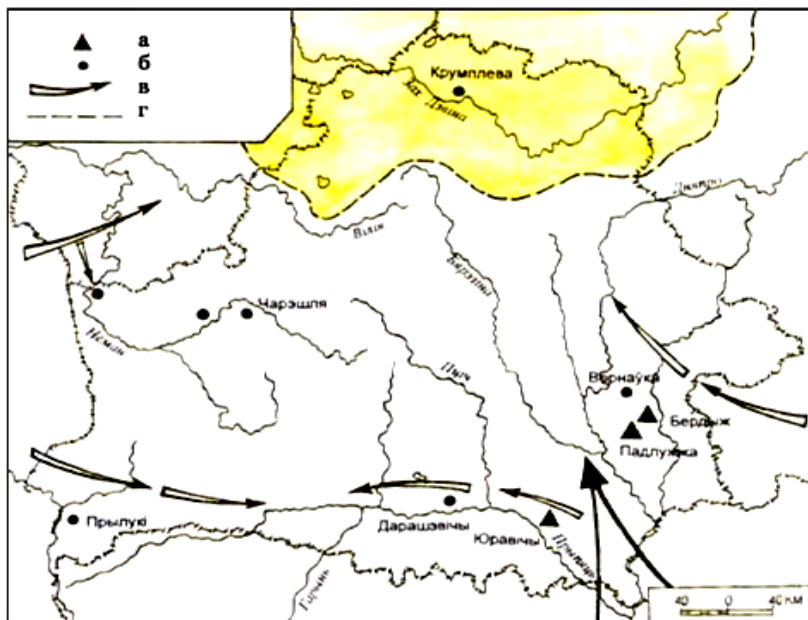 а
б
в
г
Крумплева
Зах. Дзвіна
Дняпро
Вілія
Бярэзіна
Чарэшля
Нёман
Пціч
Вернаўка
Бердыж
Падлужжа
Прылукі
Дарашэвічы
Юравічы
Прыпяць
Гарынь
40 0 40 КМ